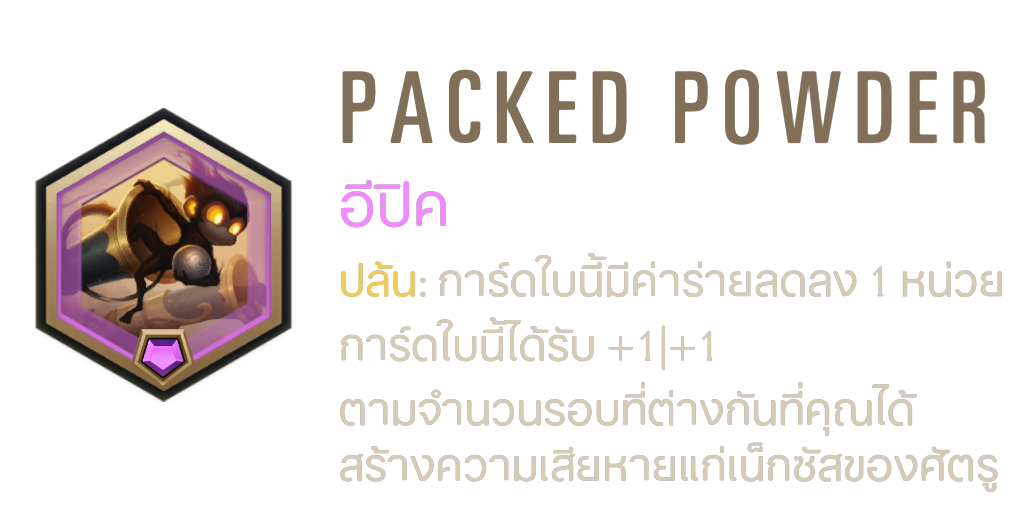 PACKED POWDER
อีปิค
ปล้น: การ์ดใบนี้มีค่าร่ายลดลง 1 หน่วย
การ์ดใบนี้ได้รับ +1|+1
ตามจำนวนรอบที่ต่างกันที่คุณได้
สร้างความเสียหายแก่เน็กซัสของศัตรู